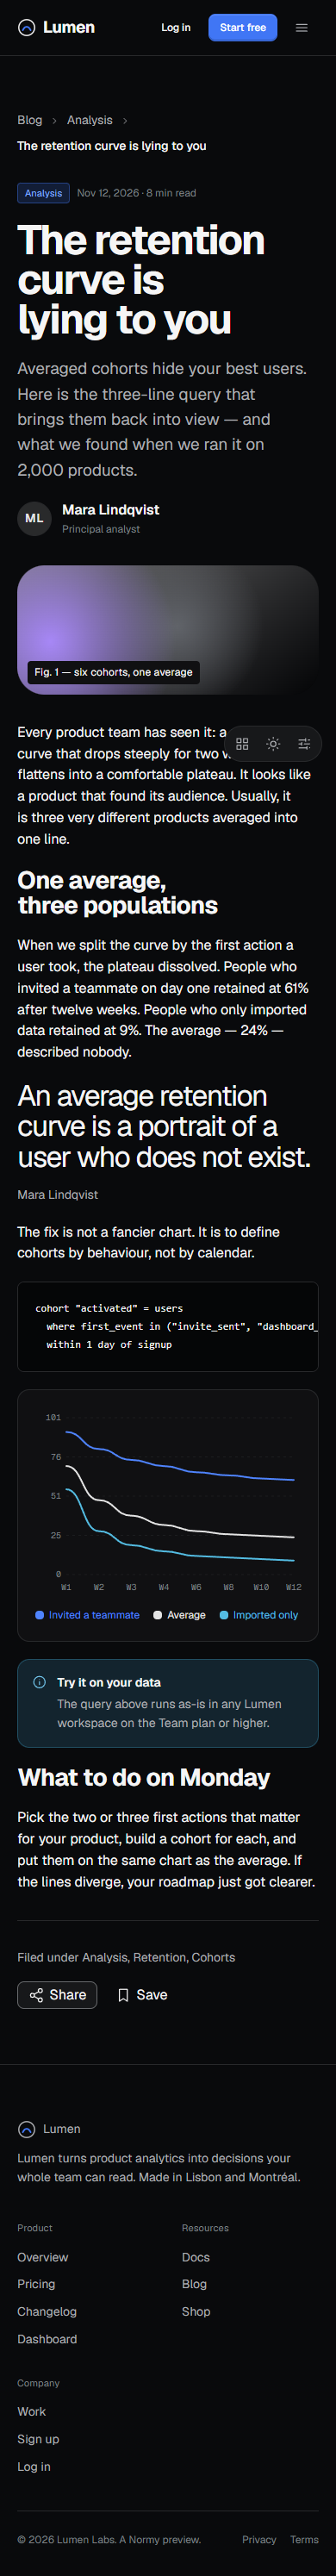 Lumen
Log in
Start free
Blog > Analysis >
The retention curve is lying to you
Analysis
Nov 12, 2026 · 8 min read
The retention
curve is
lying to you
Averaged cohorts hide your best users.
Here is the three-line query that
brings them back into view — and
what we found when we ran it on
2,000 products.
ML
Mara Lindqvist
Principal analyst
Fig. 1 — six cohorts, one average
Every product team has seen it: a
curve that drops steeply for two
flattens into a comfortable plateau. It looks like
a product that found its audience. Usually, it
is three very different products averaged into
one line.
One average,
three populations
When we split the curve by the first action a
user took, the plateau dissolved. People who
invited a teammate on day one retained at 61%
after twelve weeks. People who only imported
data retained at 9%. The average — 24% —
described nobody.
An average retention
curve is a portrait of a
user who does not exist.
Mara Lindqvist
The fix is not a fancier chart. It is to define
cohorts by behaviour, not by calendar.
cohort "activated" = users
where first_event in ("invite_sent", "dashboard_
within 1 day of signup
101
76
51
25
0
W1 W2 W3 W4 W6 W8 W10 W12
Invited a teammate Average Imported only
Try it on your data
The query above runs as-is in any Lumen
workspace on the Team plan or higher.
What to do on Monday
Pick the two or three first actions that matter
for your product, build a cohort for each, and
put them on the same chart as the average. If
the lines diverge, your roadmap just got clearer.
Filed under Analysis, Retention, Cohorts
Share
Save
Lumen
Lumen turns product analytics into decisions your
whole team can read. Made in Lisbon and Montréal.
Product
Overview
Pricing
Changelog
Dashboard
Resources
Docs
Blog
Shop
Company
Work
Sign up
Log in
© 2026 Lumen Labs. A Normy preview.
Privacy
Terms